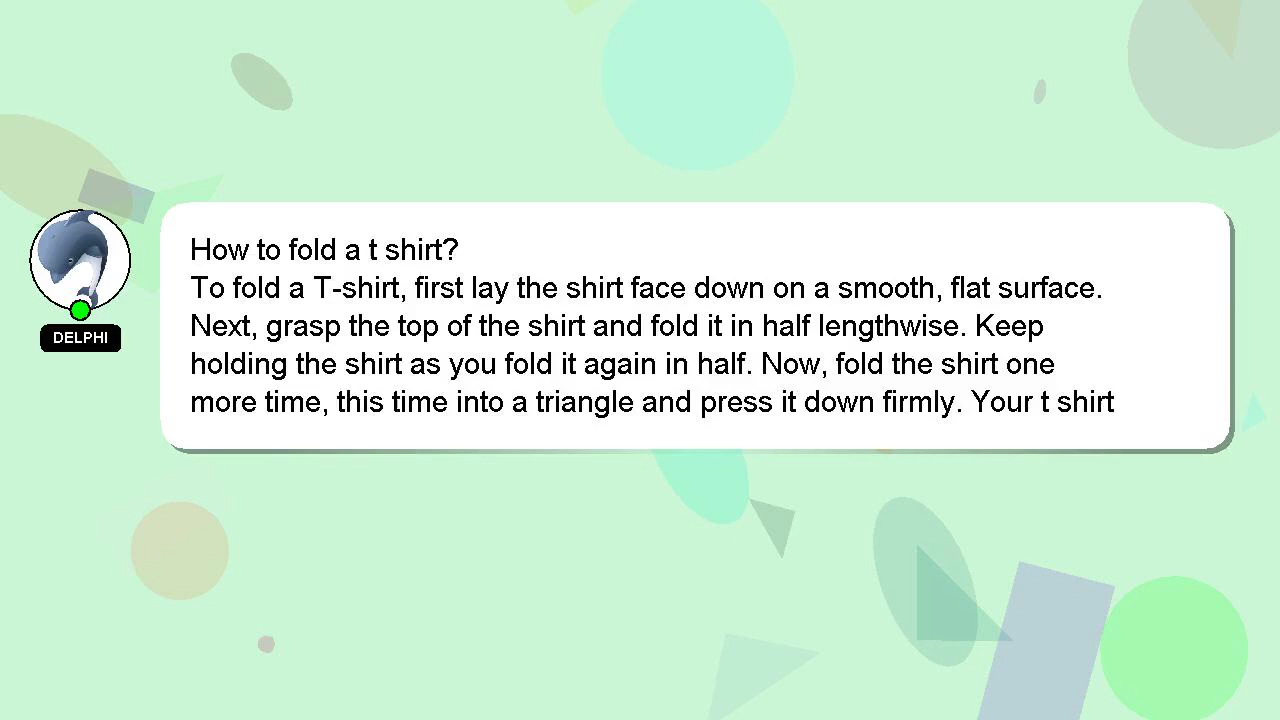 How to fold a t shirt?
To fold a T-shirt, first lay the shirt face down on a smooth, flat surface.
Next, grasp the top of the shirt and fold it in half lengthwise. Keep
holding the shirt as you fold it again in half. Now, fold the shirt one
more time, this time into a triangle and press it down firmly. Your t shirt
DELPHI